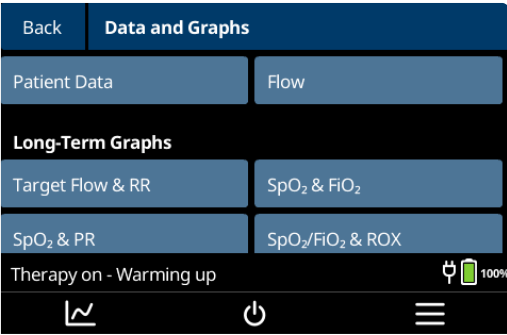 Back Data and Graphs
Patient Data Flow
Long-Term Graphs
Target Flow & RR SpO₂ & FiO₂
SpO₂ & PR SpO₂/FiO₂ & ROX
Therapy on - Warming up 100%